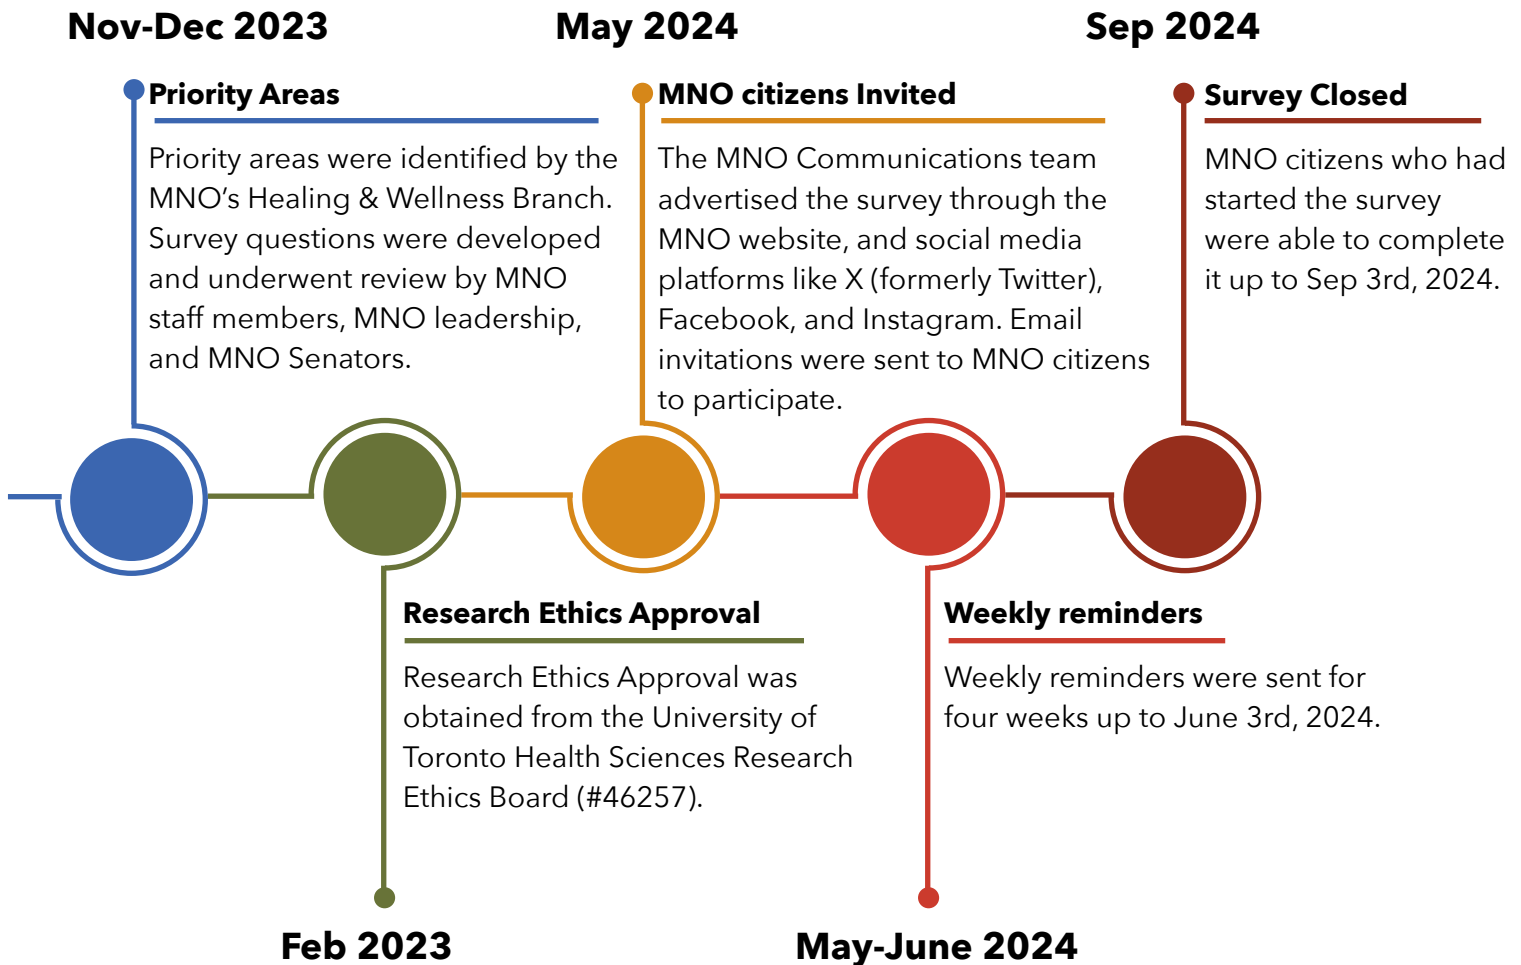 Nov-Dec 2023
Priority Areas
Priority areas were identified by the
MNO’s Healing & Wellness Branch.
Survey questions were developed
and underwent review by MNO
staff members, MNO leadership,
and MNO Senators.
May 2024
MNO citizens Invited
The MNO Communications team
advertised the survey through the
MNO website, and social media
platforms like X (formerly Twitter),
Facebook, and Instagram. Email
invitations were sent to MNO citizens
to participate.
Sep 2024
Survey Closed
MNO citizens who had
started the survey
were able to complete
it up to Sep 3rd, 2024.
Research Ethics Approval
Research Ethics Approval was
obtained from the University of
Toronto Health Sciences Research
Ethics Board (#46257).
Feb 2023
Weekly reminders
Weekly reminders were sent for
four weeks up to June 3rd, 2024.
May-June 2024